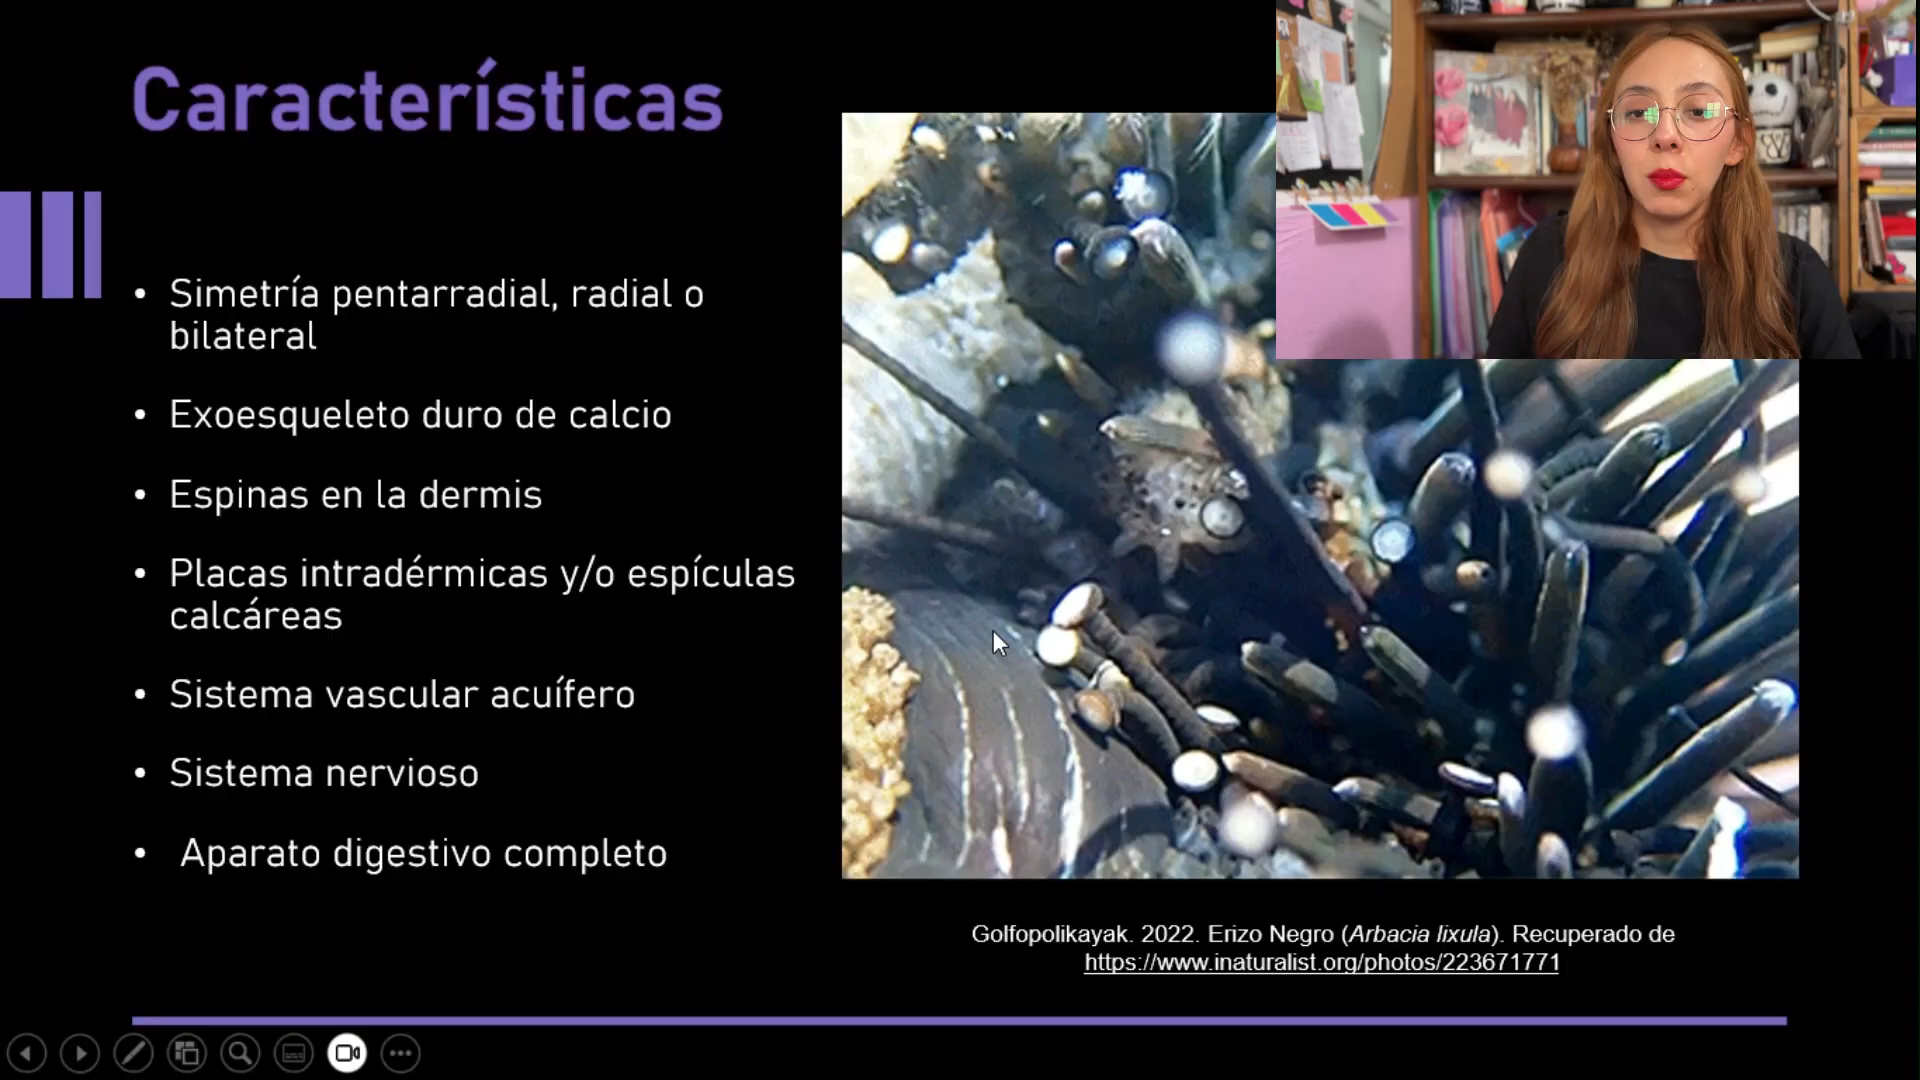 Características
• Simetría pentarradial, radial o
bilateral
• Exoesqueleto duro de calcio
• Espinas en la dermis
• Placas intradérmicas y/o espículas
calcáreas
• Sistema vascular acuífero
• Sistema nervioso
• Aparato digestivo completo
Golfopolikayak. 2022. Erizo Negro (Arbacia lixula). Recuperado de
https://www.inaturalist.org/photos/223671771